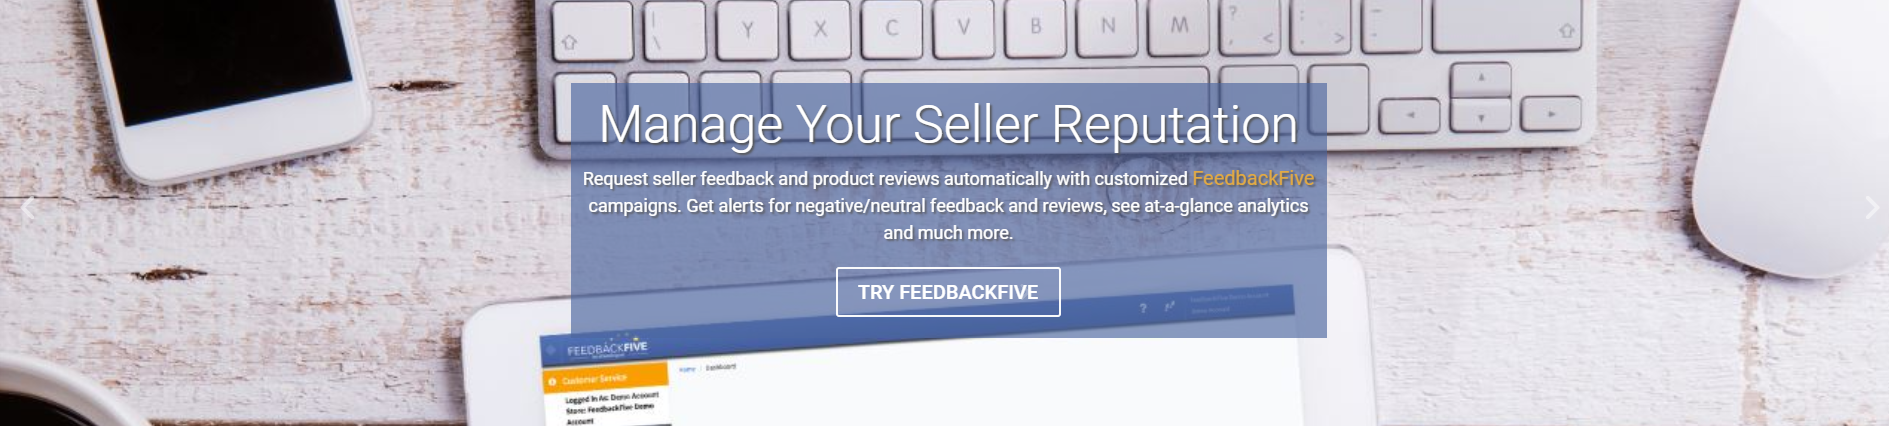 Y X C V B N M ? : –
\ , < . > -
Manage Your Seller Reputation
Request seller feedback and product reviews automatically with customized FeedbackFive
campaigns. Get alerts for negative/neutral feedback and reviews, see at-a-glance analytics
and much more.
TRY FEEDBACKFIVE
?
FEEDBACKFIVE
Home / Dashboard
Customer Service
Logged In As: Demo Account
Store: FeedbackFive Demo
Account